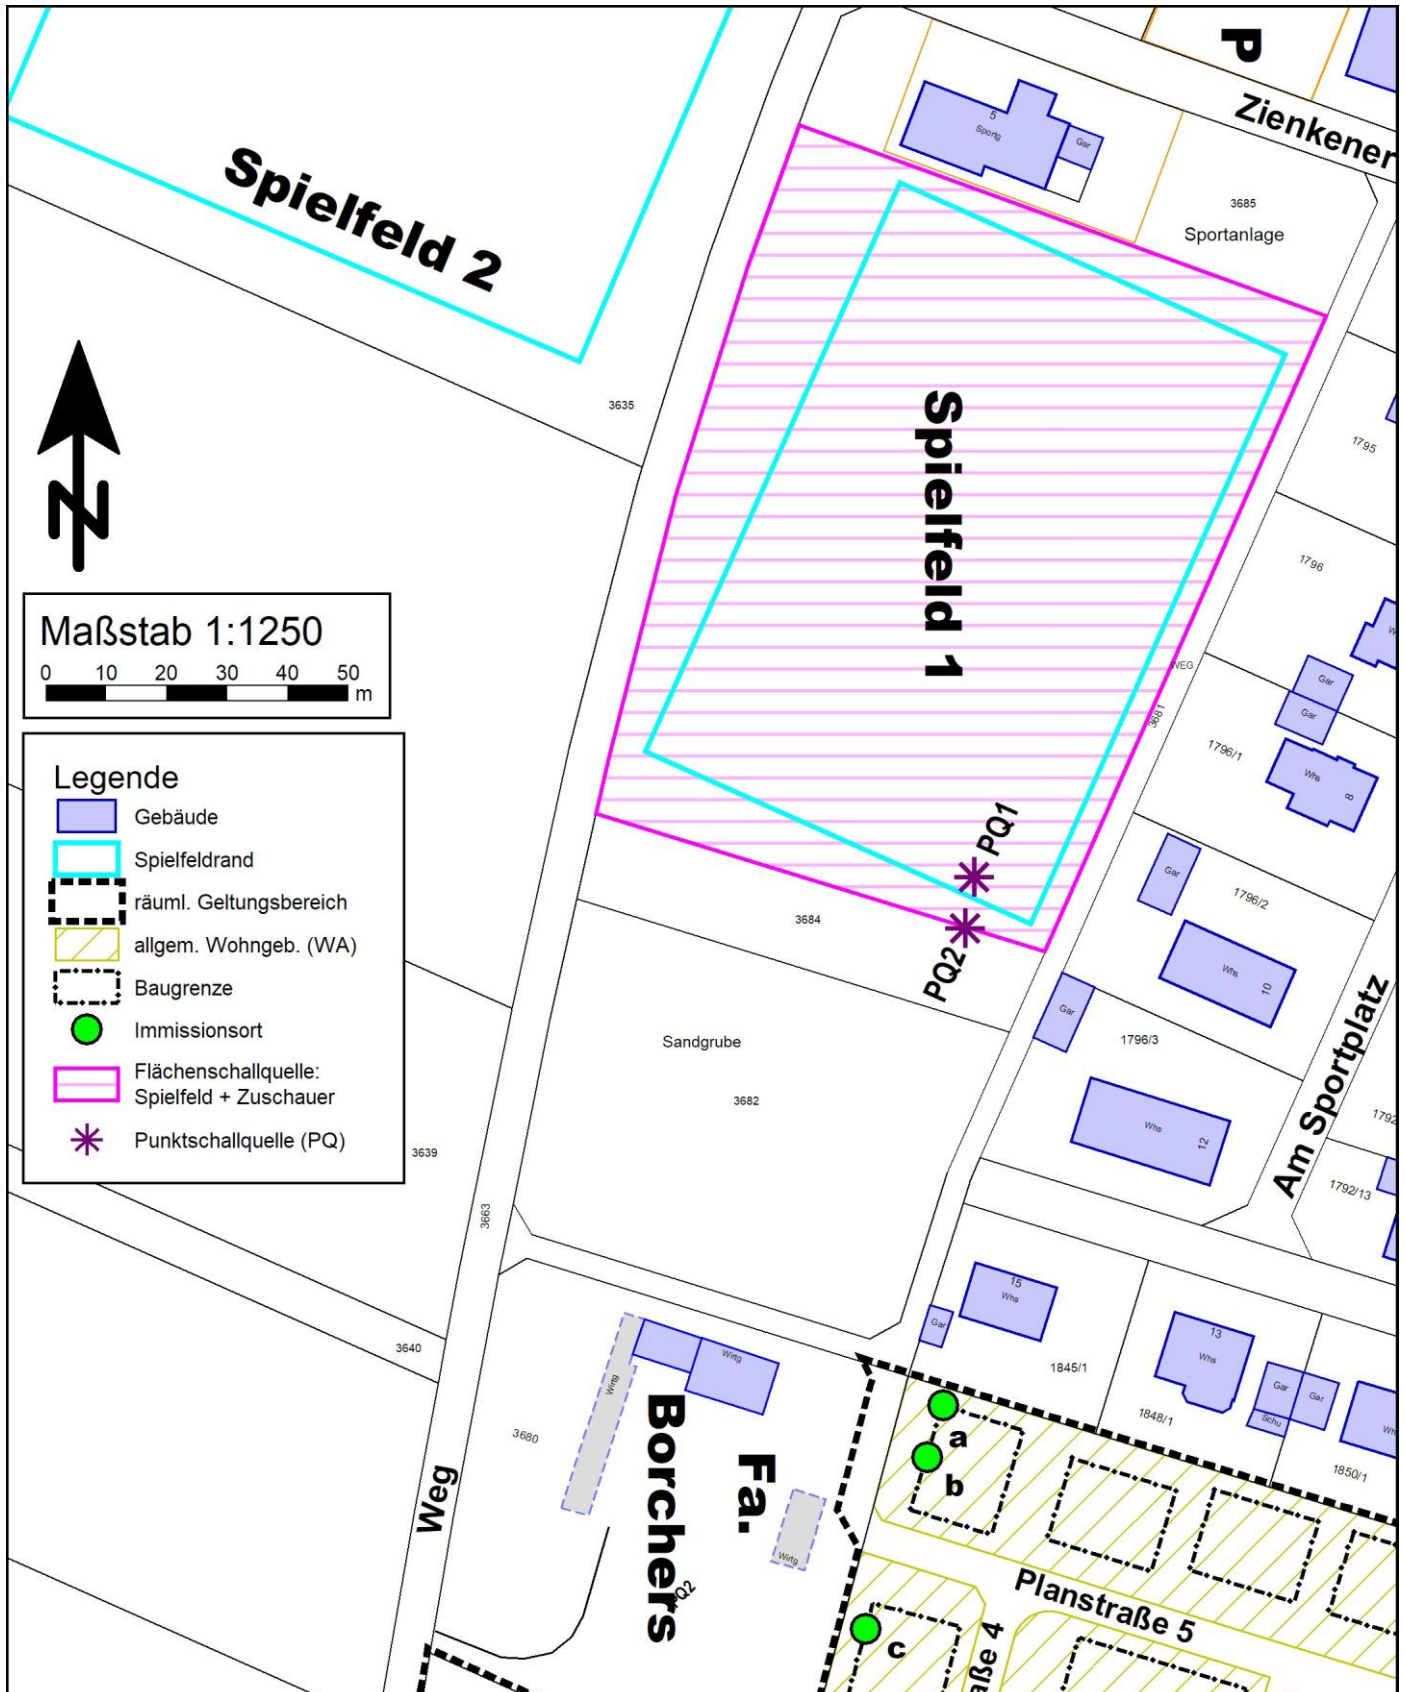 P
Zienkener
5
Sportg
Gar
3685
Sportanlage
Spielfeld 2
3635
Spielfeld 1
1795
1796
WEG
3681
Gar
Gar
1796/1
Whs
8
Maßstab 1:1250
0 10 20 30 40 50
m
Legende
Gebäude
Spielfeldrand
räuml. Geltungsbereich
allgem. Wohngeb. (WA)
Baugrenze
Immissionsort
Flächenschallquelle:
Spielfeld + Zuschauer
Punktschallquelle (PQ)
N
PQ1
PQ2
3684
Gar
1796/2
Whs
10
Gar
1796/3
Whs
12
Am Sportplatz
1792/13
Sandgrube
3682
3639
3663
3640
15
Whs
Gar
1845/1
13
Whs
Gar
Gar
Schu
1848/1
1850/1
Wirtg
Wirtg
3680
Borchers
Fa.
Wirtg
PQ2
Weg
a
b
c
Planstraße 5
aße 4